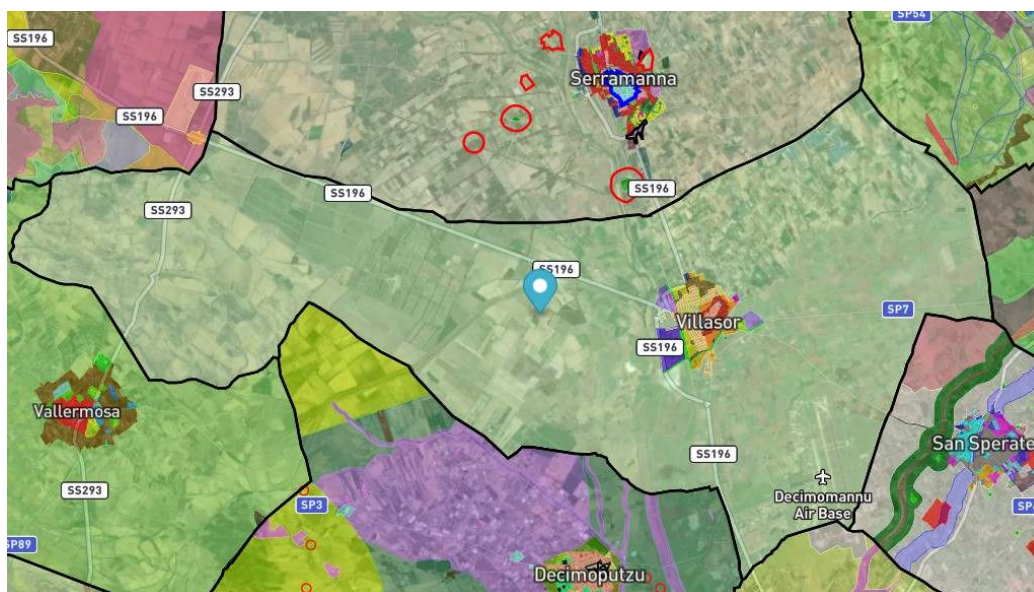 SP54
SS196
SS293
Serramanna
SS196
SS196
SS196
SS293
SS196
SP7
Villasor
SS196
Vallermosa
San Sperate
SS196
SS293
Decimomannu
Air Base
SP3
SP89
Decimoputzu